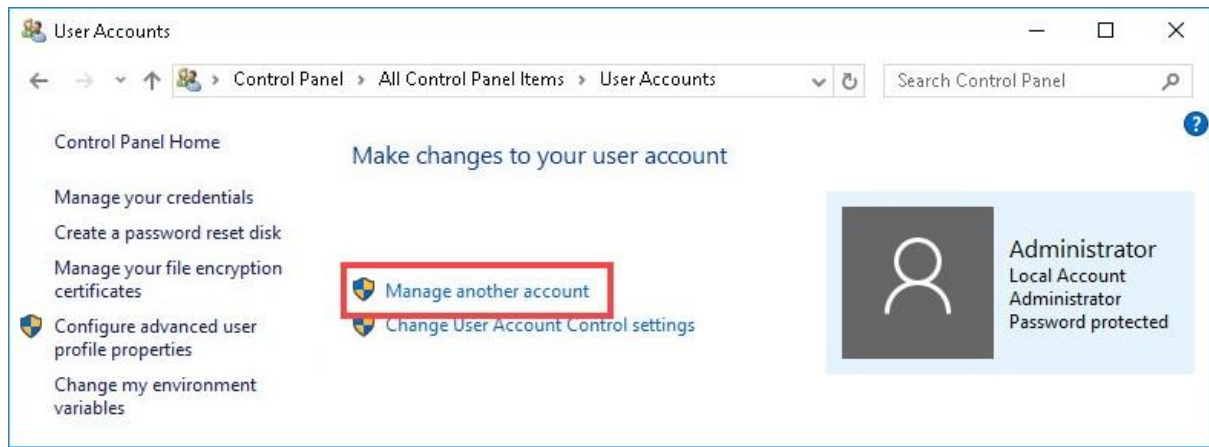 User Accounts
Control Panel > All Control Panel Items > User Accounts
Search Control Panel
Control Panel Home
Manage your credentials
Create a password reset disk
Manage your file encryption
certificates
Configure advanced user
profile properties
Change my environment
variables
Make changes to your user account
Manage another account
Change User Account Control settings
Administrator
Local Account
Administrator
Password protected